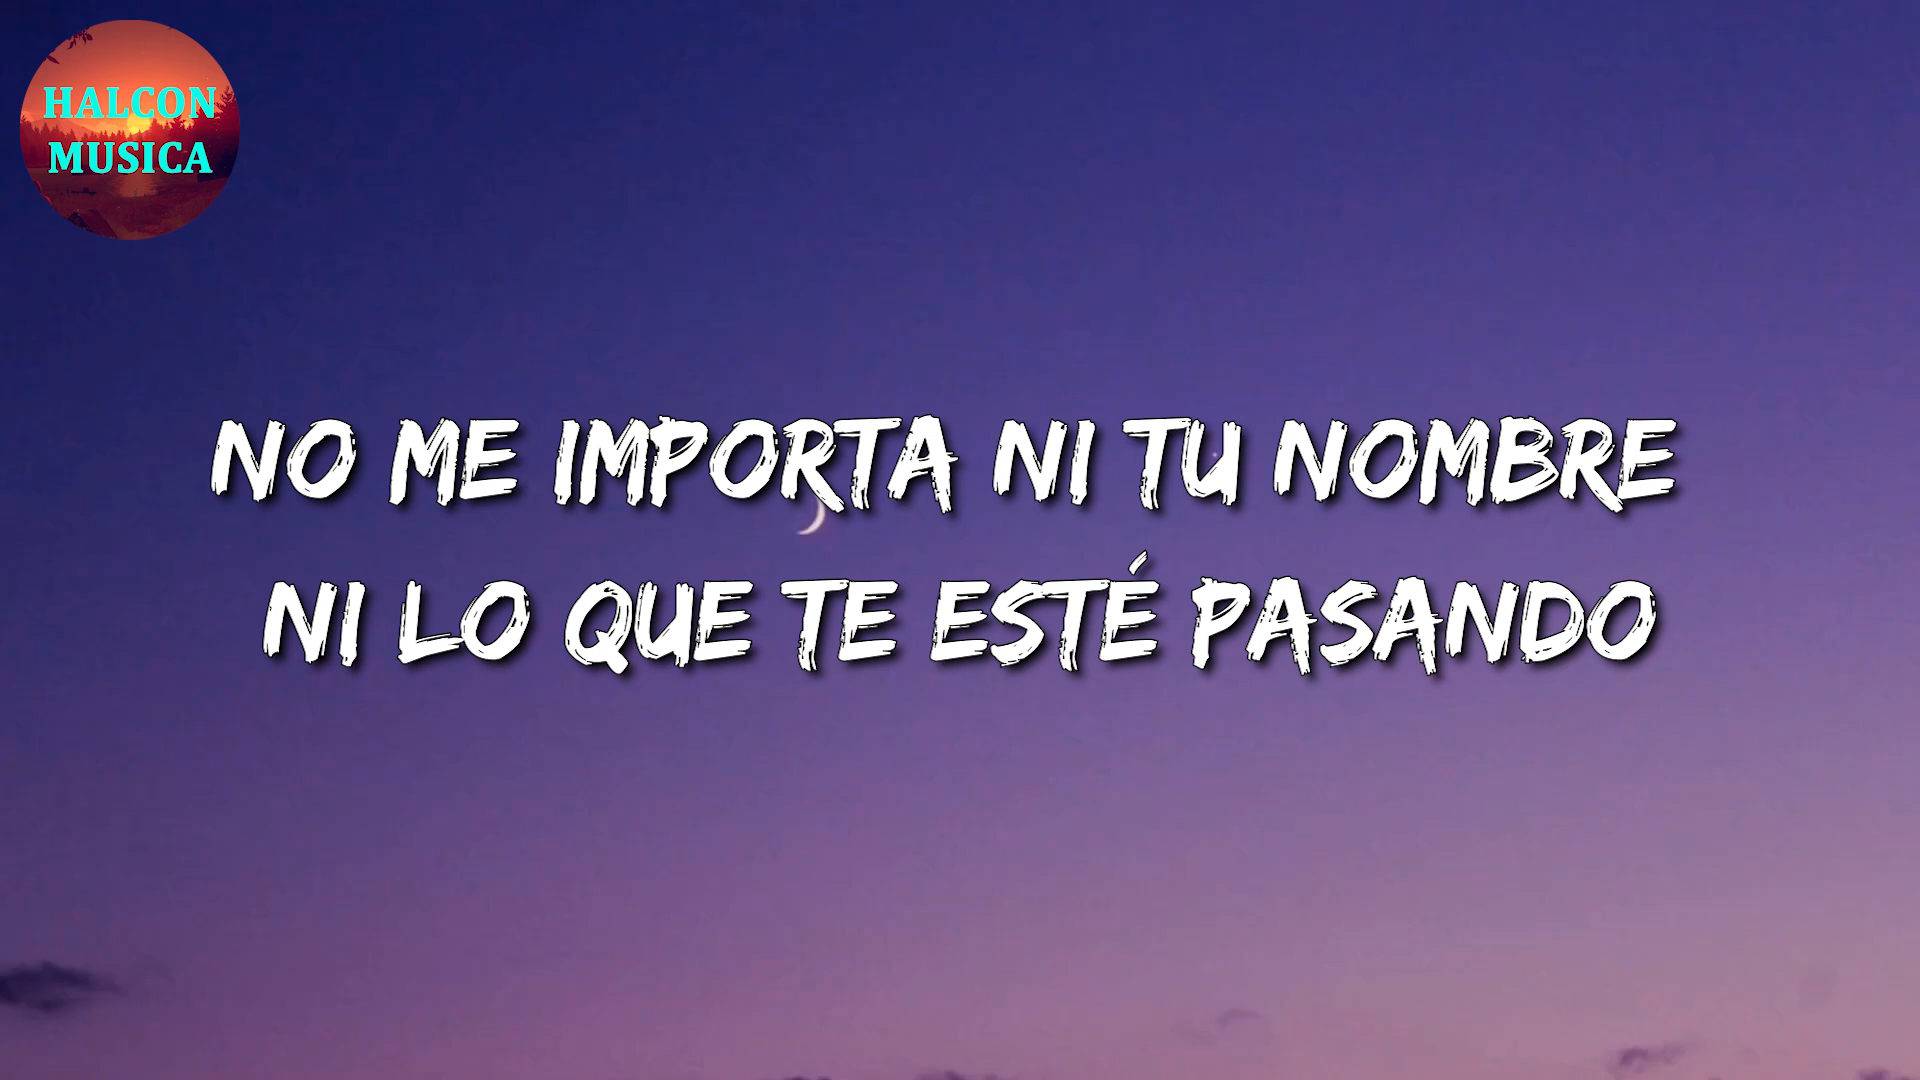 HALCON
MUSICA
NO ME IMPORTA NI TU NOMBRE
NI LO QUE TE ESTÉ PASANDO